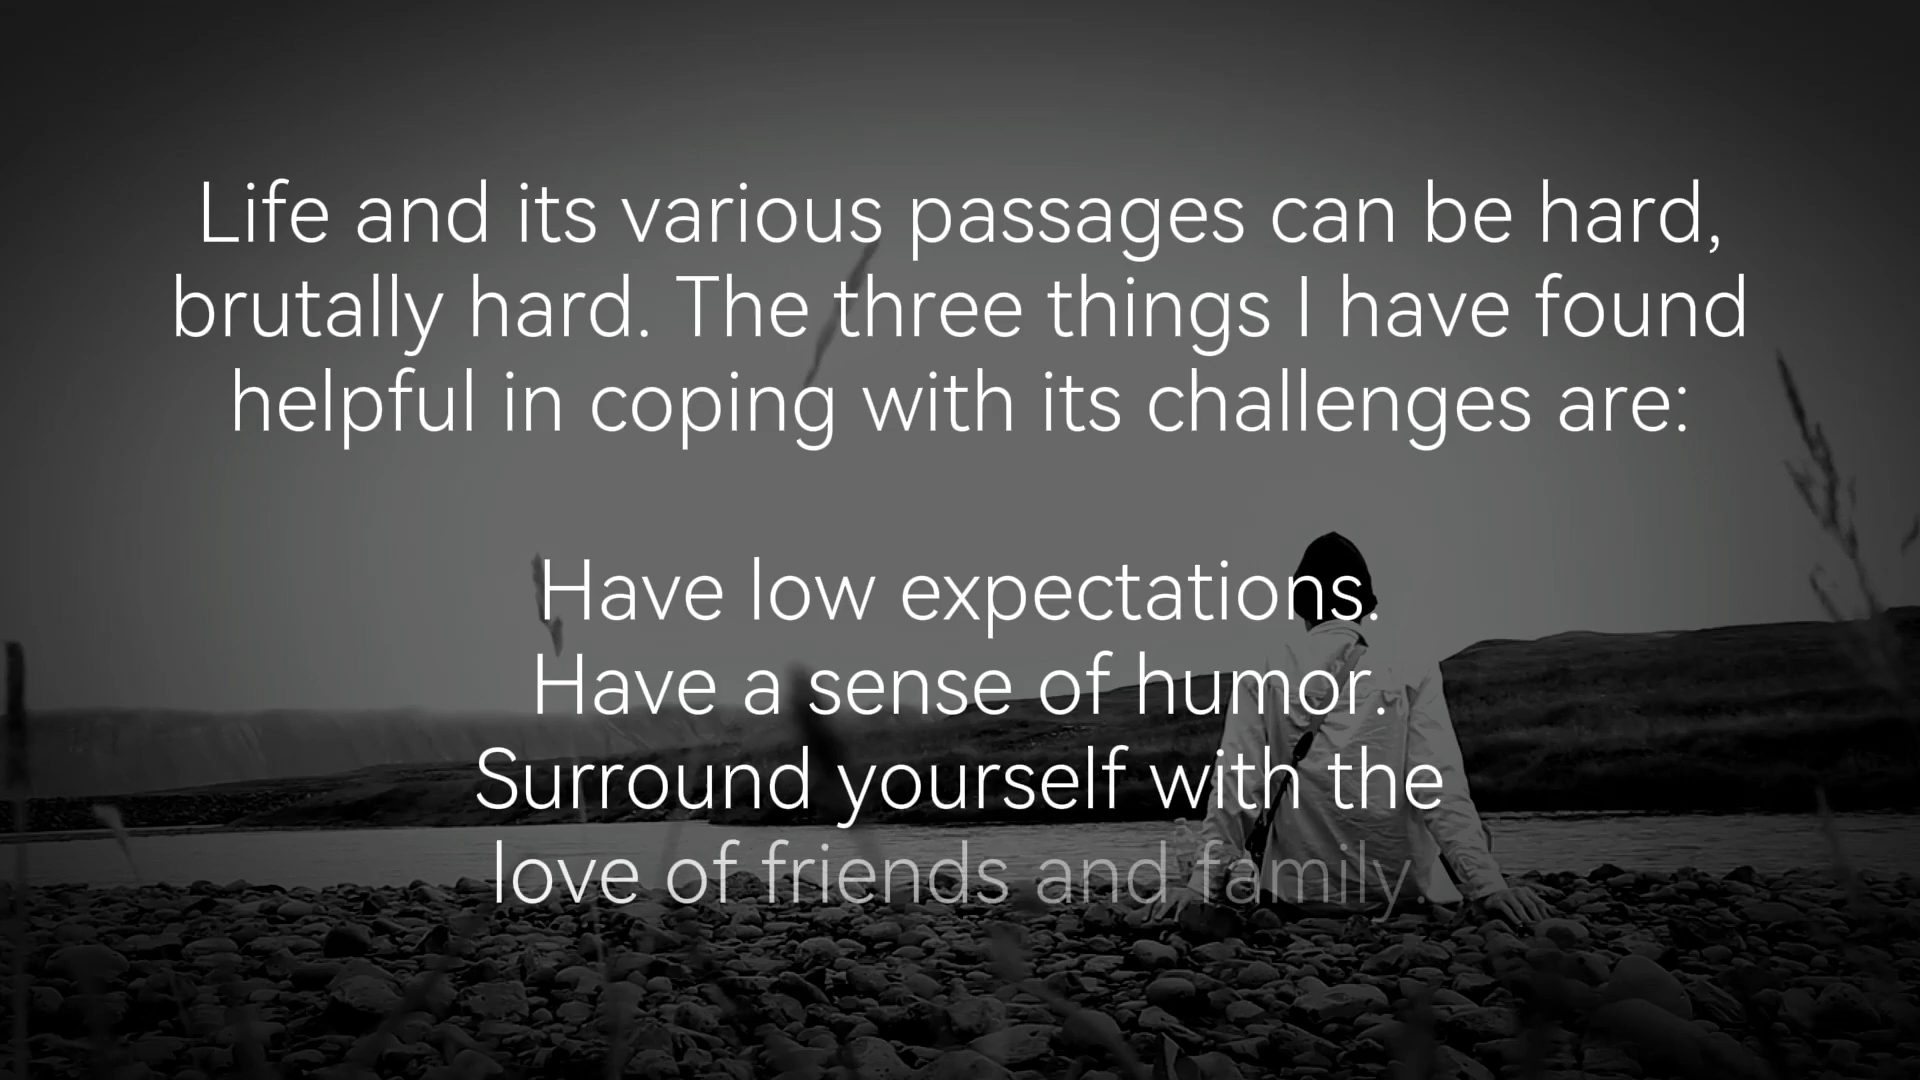 Life and its various passages can be hard,
brutally hard. The three things I have found
helpful in coping with its challenges are:
Have low expectations.
Have a sense of humor.
Surround yourself with the
love of friends and family.